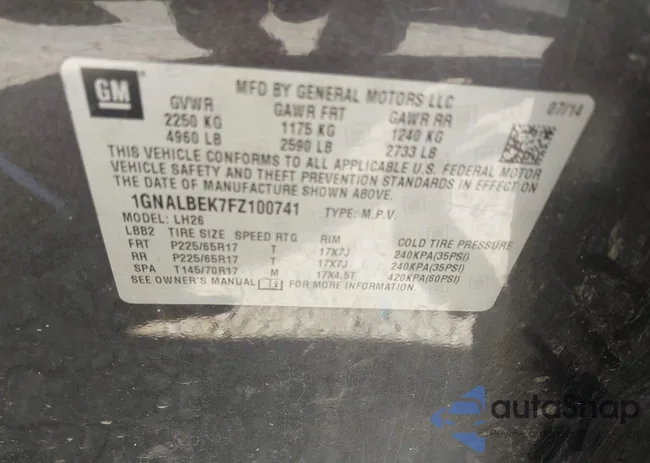 GM
MFD BY GENERAL MOTORS LLC
07/14
GVWR GAWR FRT GAWR RR
2250 KG 1175 KG 1240 KG
4960 LB 2590 LB 2733 LB
THIS VEHICLE CONFORMS TO ALL APPLICABLE U.S. FEDERAL MOTOR
VEHICLE SAFETY AND THEFT PREVENTION STANDARDS IN EFFECT ON
THE DATE OF MANUFACTURE SHOWN ABOVE.
1GNALBEK7FZ100741 TYPE: M.P.V.
MODEL: LH26
LBB2 TIRE SIZE SPEED RTG RIM COLD TIRE PRESSURE
FRT P225/65R17 T 17X7J 240KPA(35PSI)
RR P225/65R17 T 17X7J 240KPA(35PSI)
SPA T145/70R17 M 17X4.5T 420KPA(60PSI)
SEE OWNER'S MANUAL FOR MORE INFORMATION
autoSnap